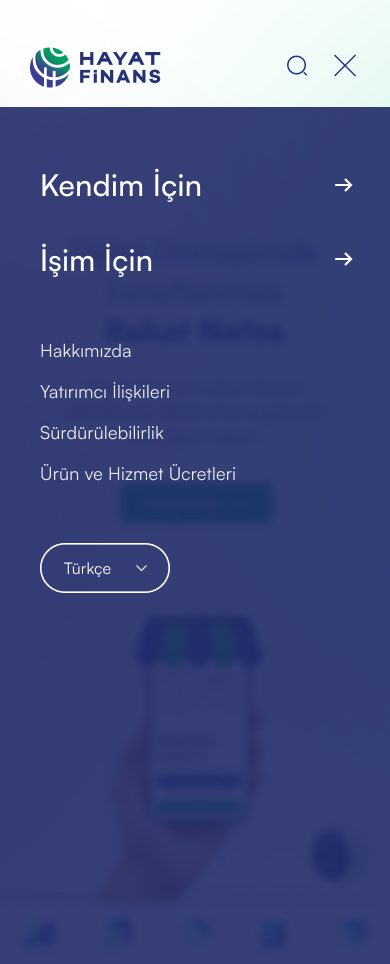 HAYAT
FİNANS
Kendim İçin
İşim İçin
Hakkımızda
Yatırımcı İlişkileri
Sürdürülebilirlik
Ürün ve Hizmet Ücretleri
Türkçe